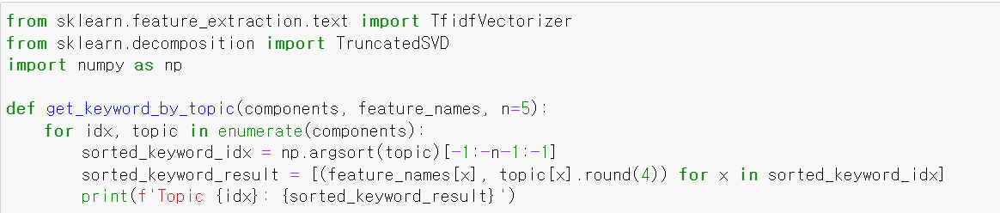 from sklearn.feature_extraction.text import TfidfVectorizer
from sklearn.decomposition import TruncatedSVD
import numpy as np

def get_keyword_by_topic(components, feature_names, n=5):
    for idx, topic in enumerate(components):
        sorted_keyword_idx = np.argsort(topic)[-1:-n-1:-1]
        sorted_keyword_result = [(feature_names[x], topic[x].round(4)) for x in sorted_keyword_idx]
        print(f'Topic {idx}: {sorted_keyword_result}')